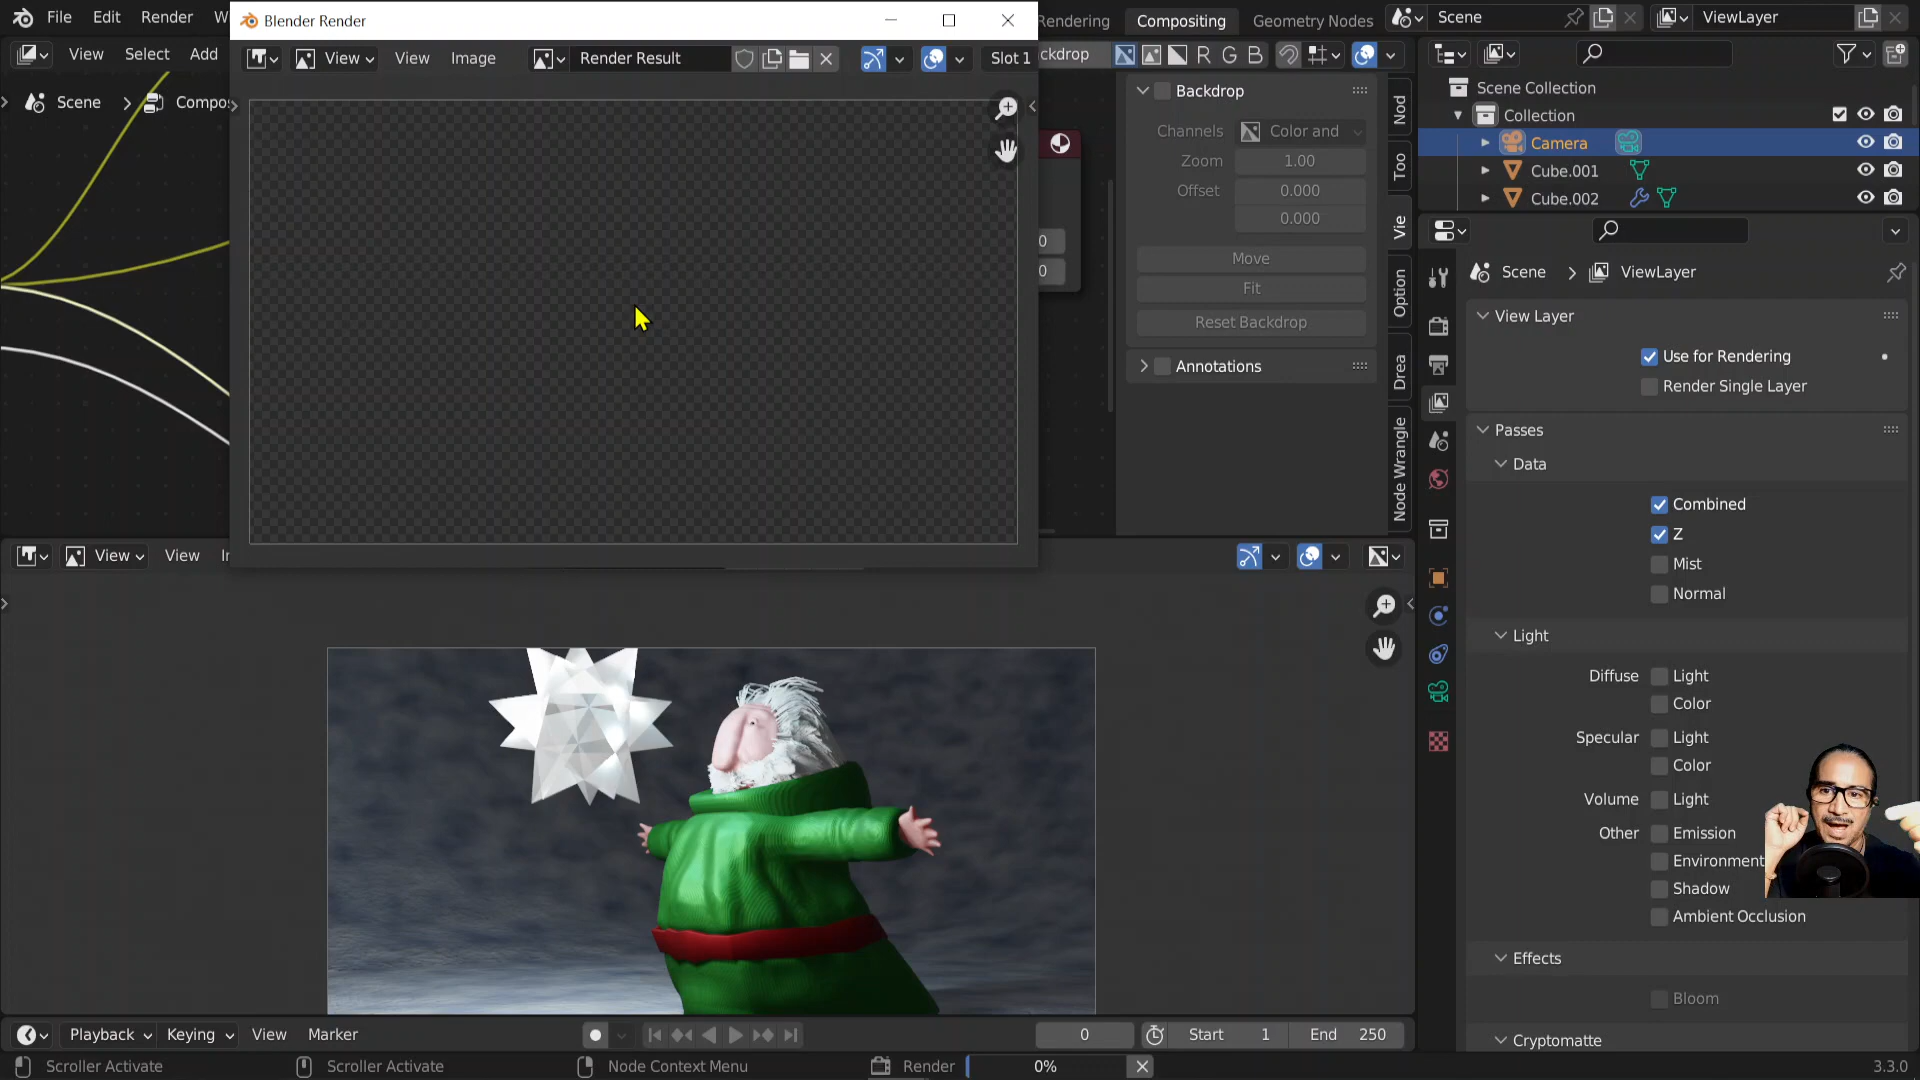 File Edit Render W
Blender Render
Rendering Compositing Geometry Nodes Scene ViewLayer
View Select Add
View View Image Render Result Slot 1
ckdrop R G B
Scene Compos
Backdrop
Channels Color and
Zoom 1.00
Offset 0.000
0.000
Move
Fit
Reset Backdrop
Annotations
0
0
Nod
Too
Vie
Option
Drea
Node Wrangle
Scene Collection
Collection
Camera
Cube.001
Cube.002
Scene ViewLayer
View Layer
Use for Rendering
Render Single Layer
Passes
Data
Combined
Z
Mist
Normal
Light
Diffuse Light
Color
Specular Light
Color
Volume Light
Other Emission
Environment
Shadow
Ambient Occlusion
Effects
Bloom
Cryptomatte
View View I
Playback Keying View Marker 0 Start 1 End 250
Scroller Activate Scroller Activate Node Context Menu Render 0% 3.3.0